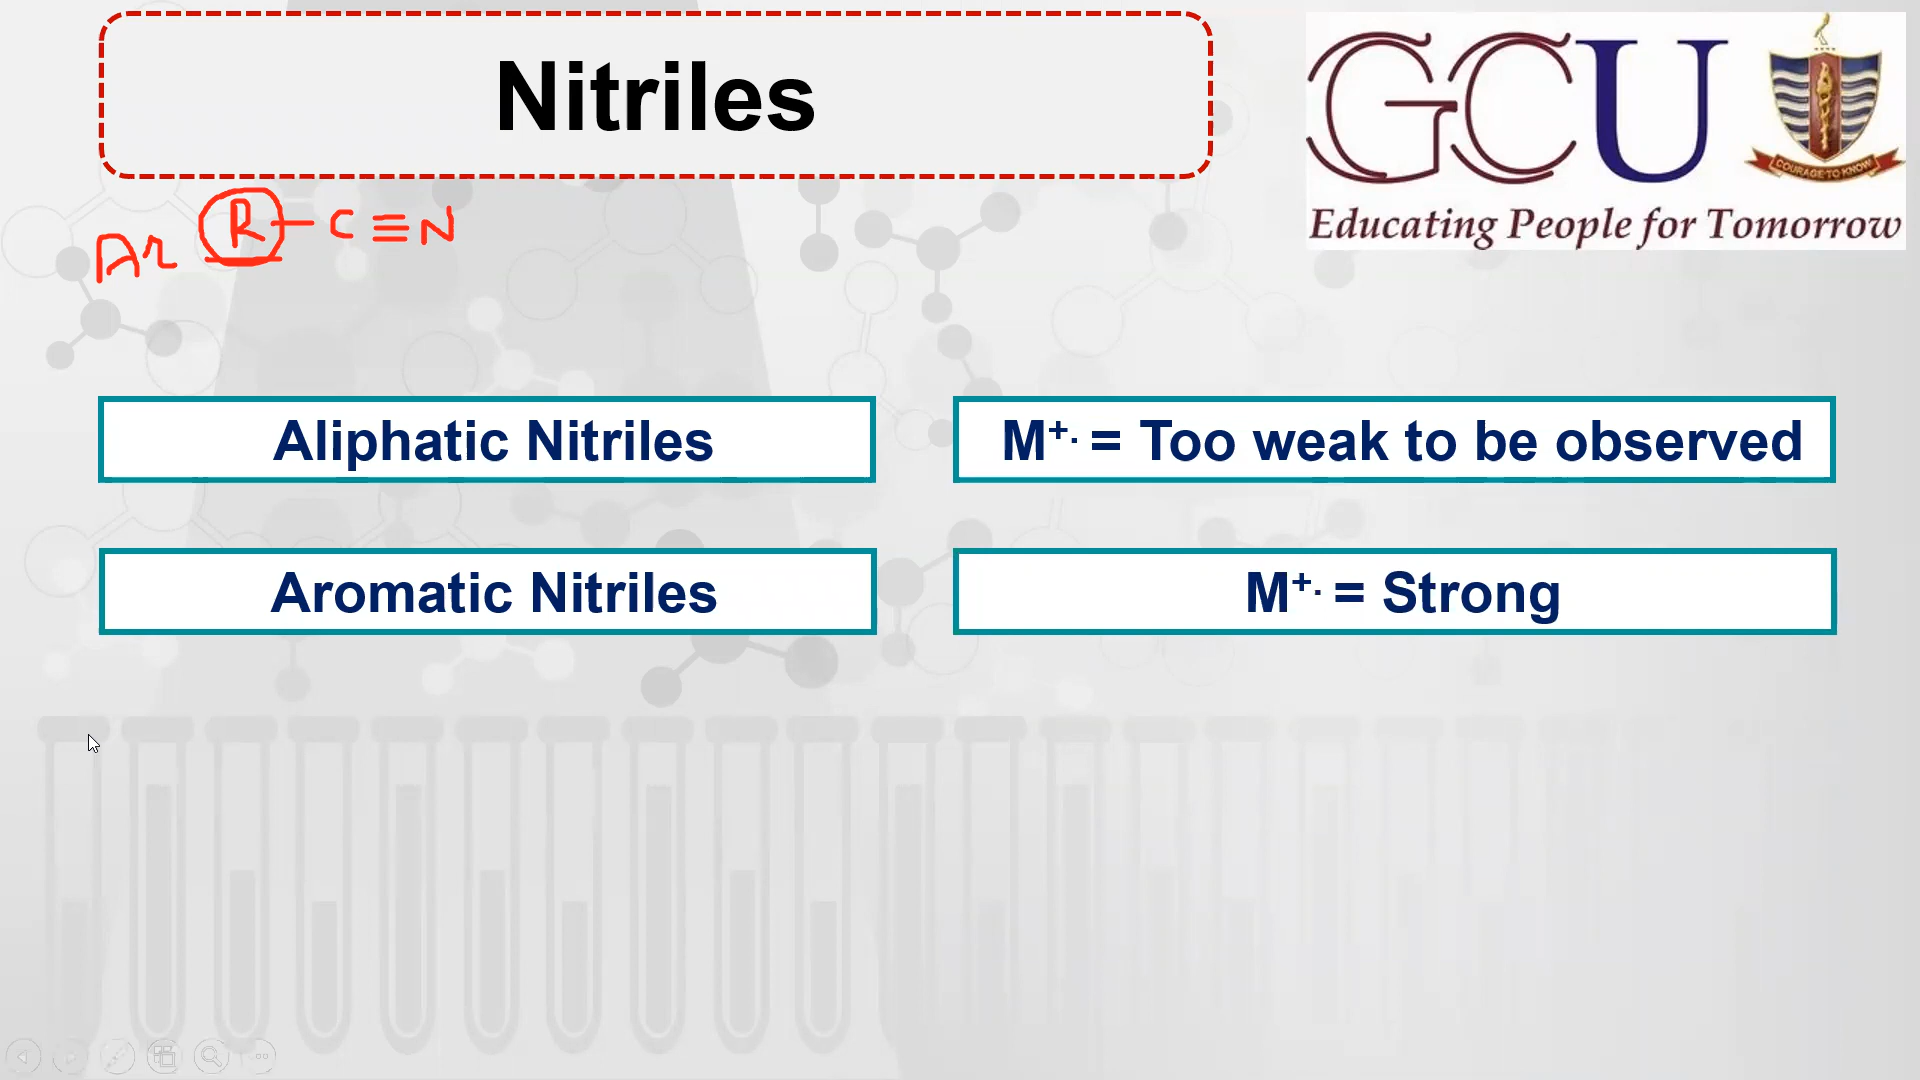 Nitriles
GCU
COURAGE TO KNOW
Educating People for Tomorrow
Ar R—C≡N
Aliphatic Nitriles
M⁺· = Too weak to be observed
Aromatic Nitriles
M⁺· = Strong